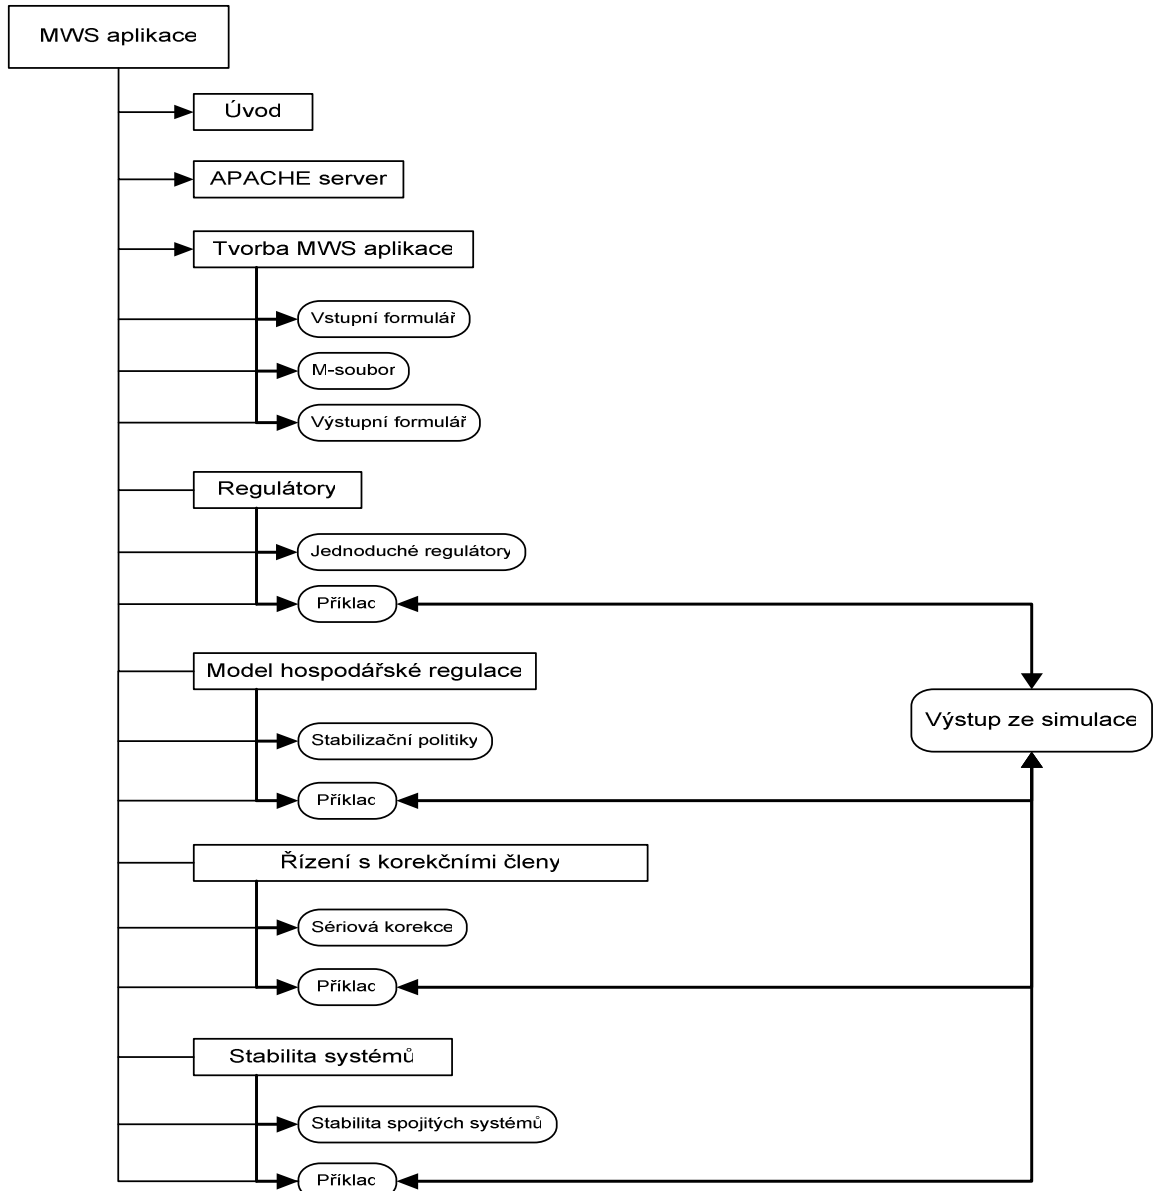 MWS aplikace
Úvod
APACHE server
Tvorba MWS aplikace
Vstupní formulář
M-soubor
Výstupní formulář
Regulátory
Jednoduché regulátory
Příklad
Model hospodářské regulace
Výstup ze simulace
Stabilizační politiky
Příklad
Řízení s korekčními členy
Sériová korekce
Příklad
Stabilita systémů
Stabilita spojitých systémů
Příklad